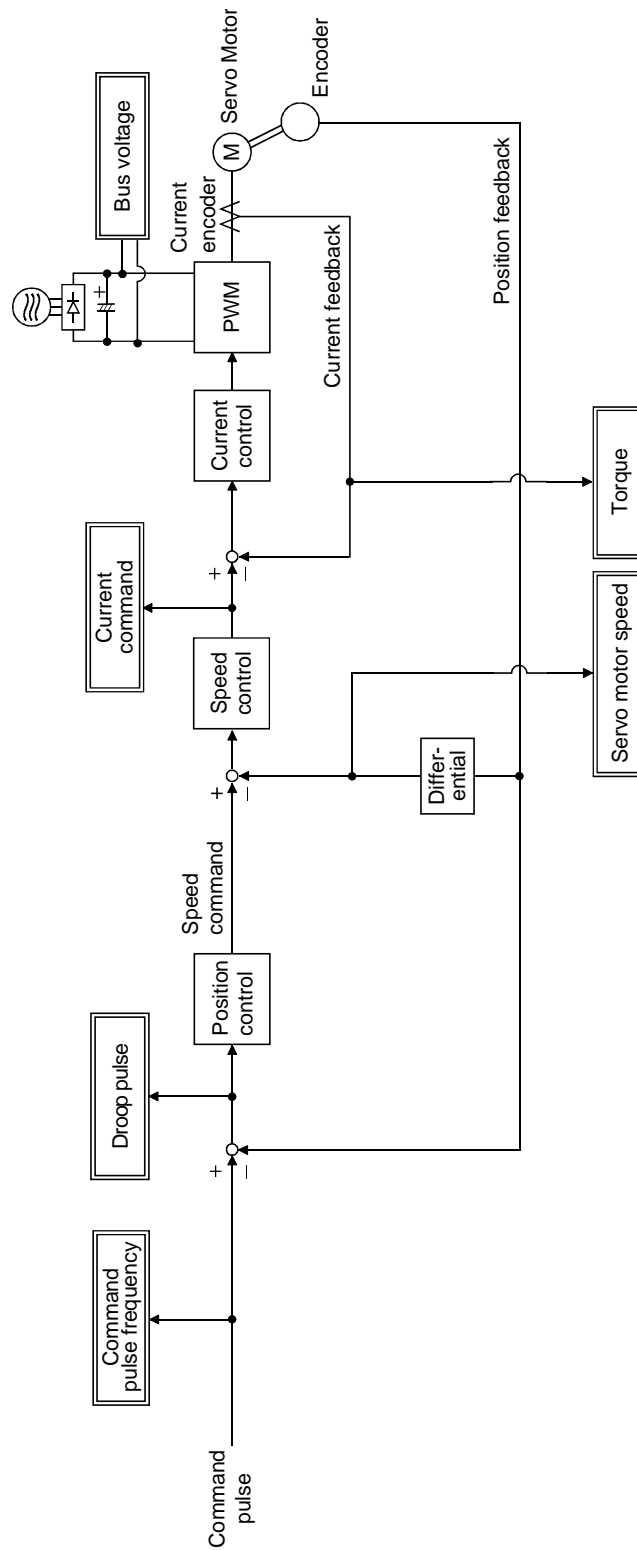 Command
pulse
Command
pulse frequency
+
−
Droop pulse
Position
control
Speed
command
+
−
Speed
control
Current
command
+
−
Current
control
PWM
+
Bus voltage
Current
encoder
M
Servo Motor
Encoder
Current feedback
Position feedback
Differ-
ential
Servo motor speed
Torque